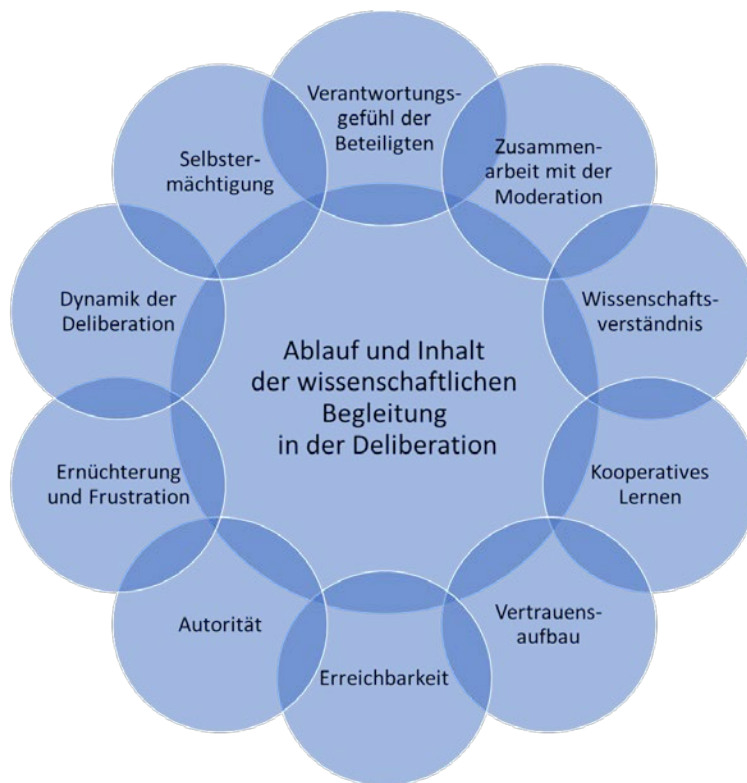 Verantwortungs-
gefühl der
Beteiligten
Zusammen-
arbeit mit der
Moderation
Wissenschafts-
verständnis
Kooperatives
Lernen
Vertrauens-
aufbau
Erreichbarkeit
Autorität
Ernüchterung
und Frustration
Dynamik der
Deliberation
Selbster-
mächtigung
Ablauf und Inhalt
der wissenschaftlichen
Begleitung
in der Deliberation